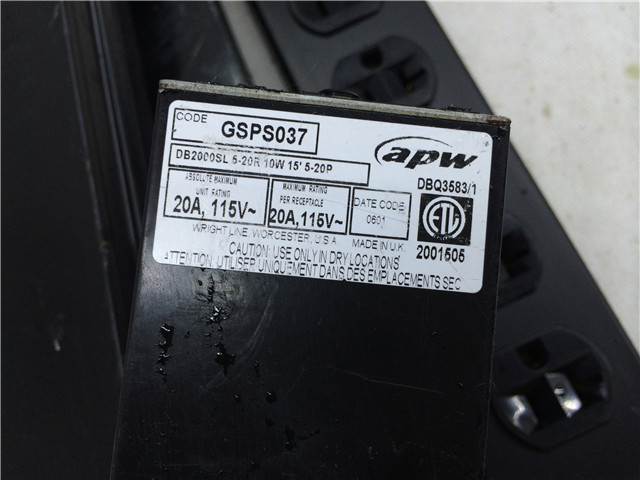 CODE
GSPS037
apw
DB2000SL 5-20R 10W 15' 5-20P
DBQ3583/1
ABSOLUTE MAXIMUM
UNIT RATING
20A, 115V~
MAXIMUM RATING
PER RECEPTACLE
20A, 115V~
DATE CODE
0601
ETL
WRIGHT LINE, WORCESTER, U.S.A
MADE IN U.K
2001505
CAUTION: USE ONLY IN DRY LOCATIONS
ATTENTION: UTILISER UNIQUEMENT DANS DES EMPLACEMENTS SEC